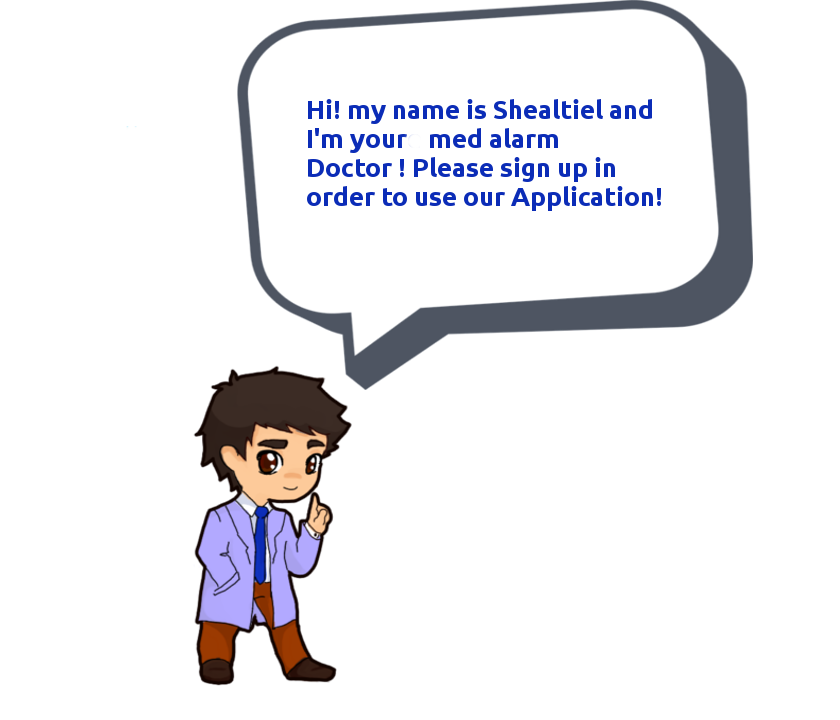 Hi! my name is Shealtiel and
I'm your med alarm
Doctor ! Please sign up in
order to use our Application!